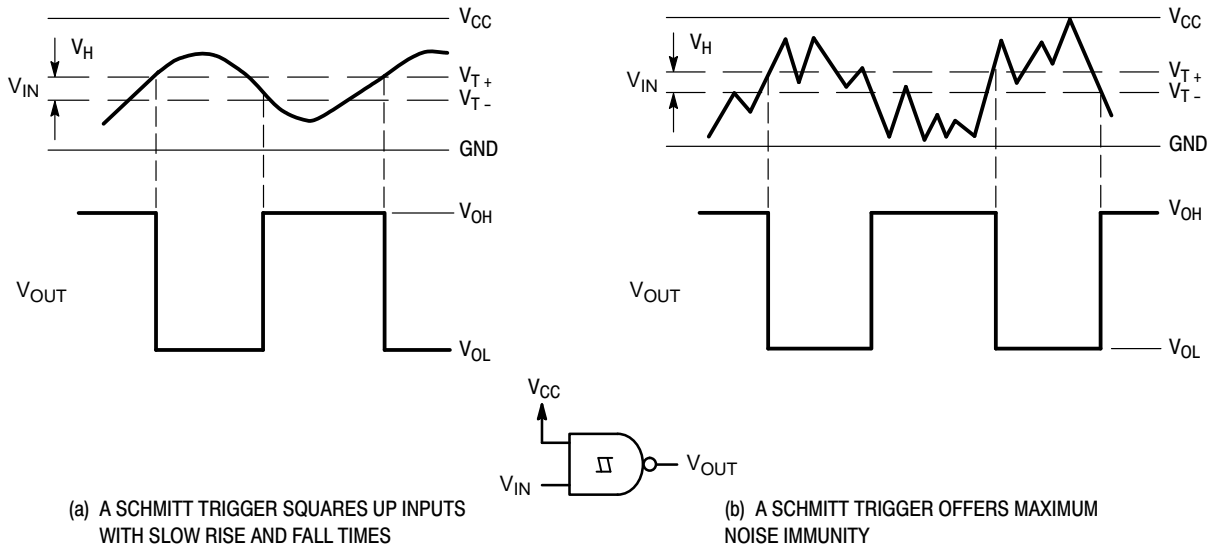 V_CC
V_H
V_IN
V_T+
V_T−
GND
V_OH
V_OUT
V_OL
V_CC
V_H
V_IN
V_T+
V_T−
GND
V_OH
V_OUT
V_OL
V_CC
V_IN
V_OUT
(a) A SCHMITT TRIGGER SQUARES UP INPUTS
WITH SLOW RISE AND FALL TIMES
(b) A SCHMITT TRIGGER OFFERS MAXIMUM
NOISE IMMUNITY